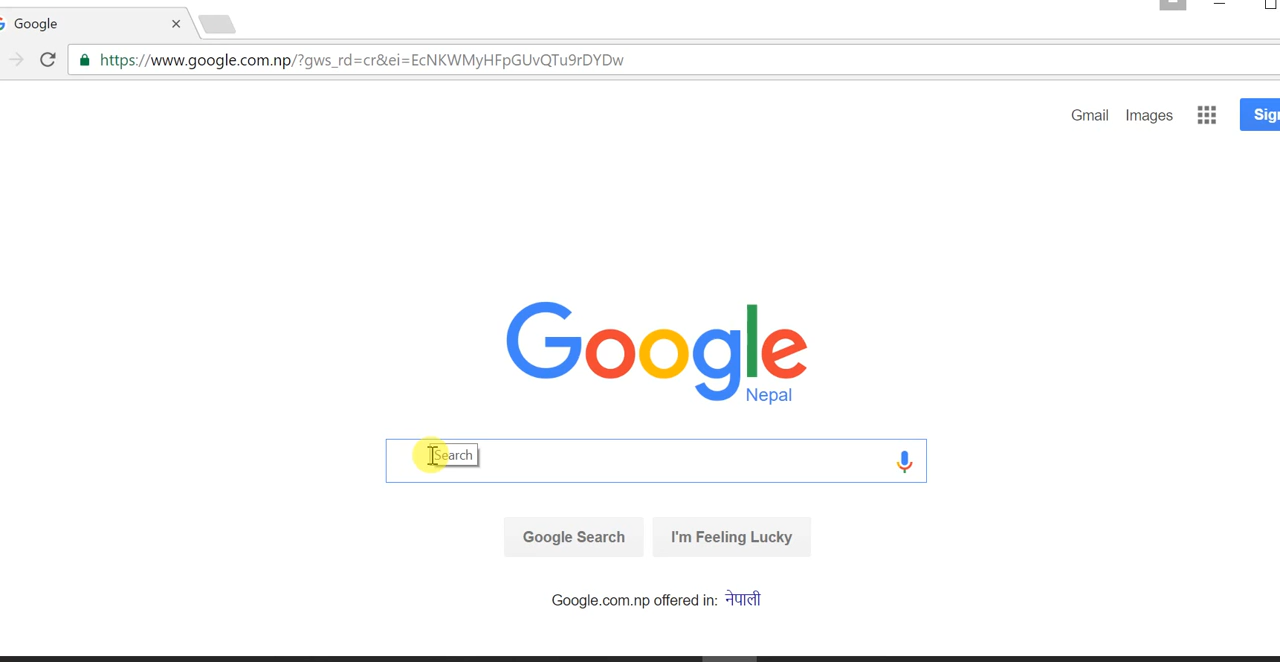 Google
https://www.google.com.np/?gws_rd=cr&ei=EcNKWMyHFpGUvQTu9rDYDw
Gmail Images
Google
Nepal
Search
Google Search I'm Feeling Lucky
Google.com.np offered in: नेपाली